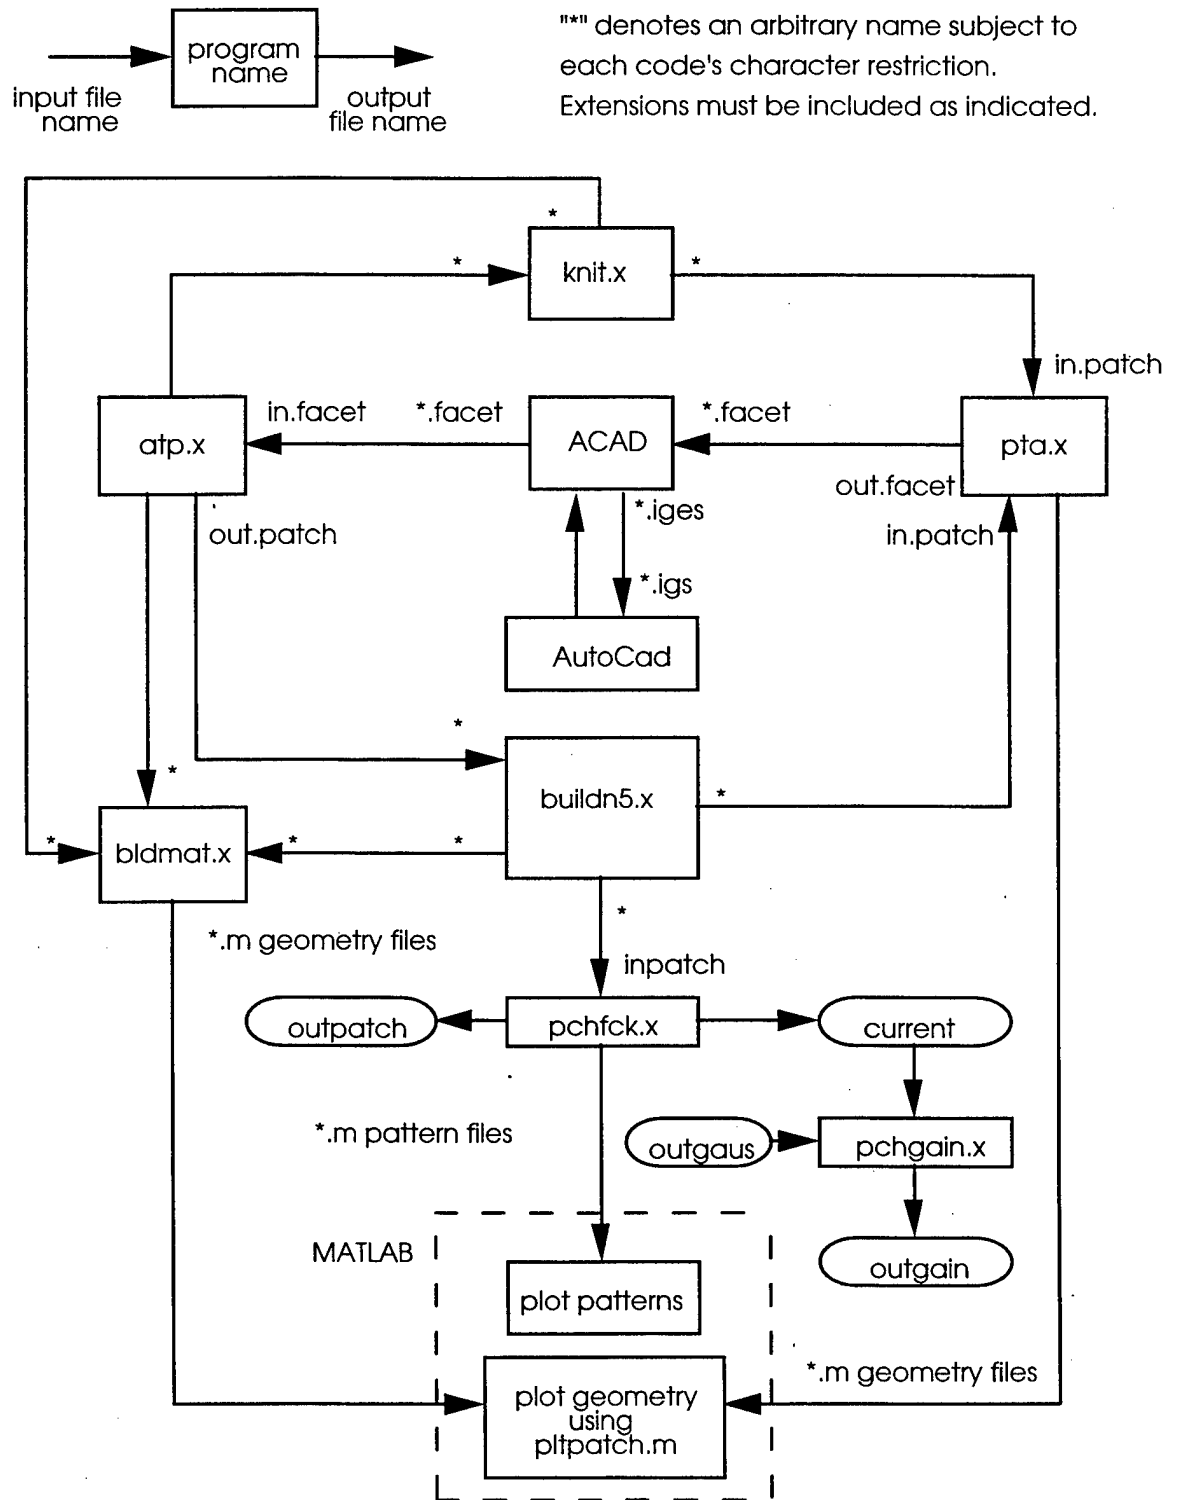 program
name
input file
name
output
file name
"*" denotes an arbitrary name subject to
each code's character restriction.
Extensions must be included as indicated.
*
*
knit.x
*
in.patch
atp.x
in.facet
*.facet
ACAD
*.facet
pta.x
out.facet
out.patch
*.iges
in.patch
*.igs
AutoCad
*
*
buildn5.x
*
*
bldmat.x
*
*
*
*.m geometry files
inpatch
outpatch
pchfck.x
current
*.m pattern files
outgaus
pchgain.x
MATLAB
outgain
plot patterns
*.m geometry files
plot geometry
using
pltpatch.m